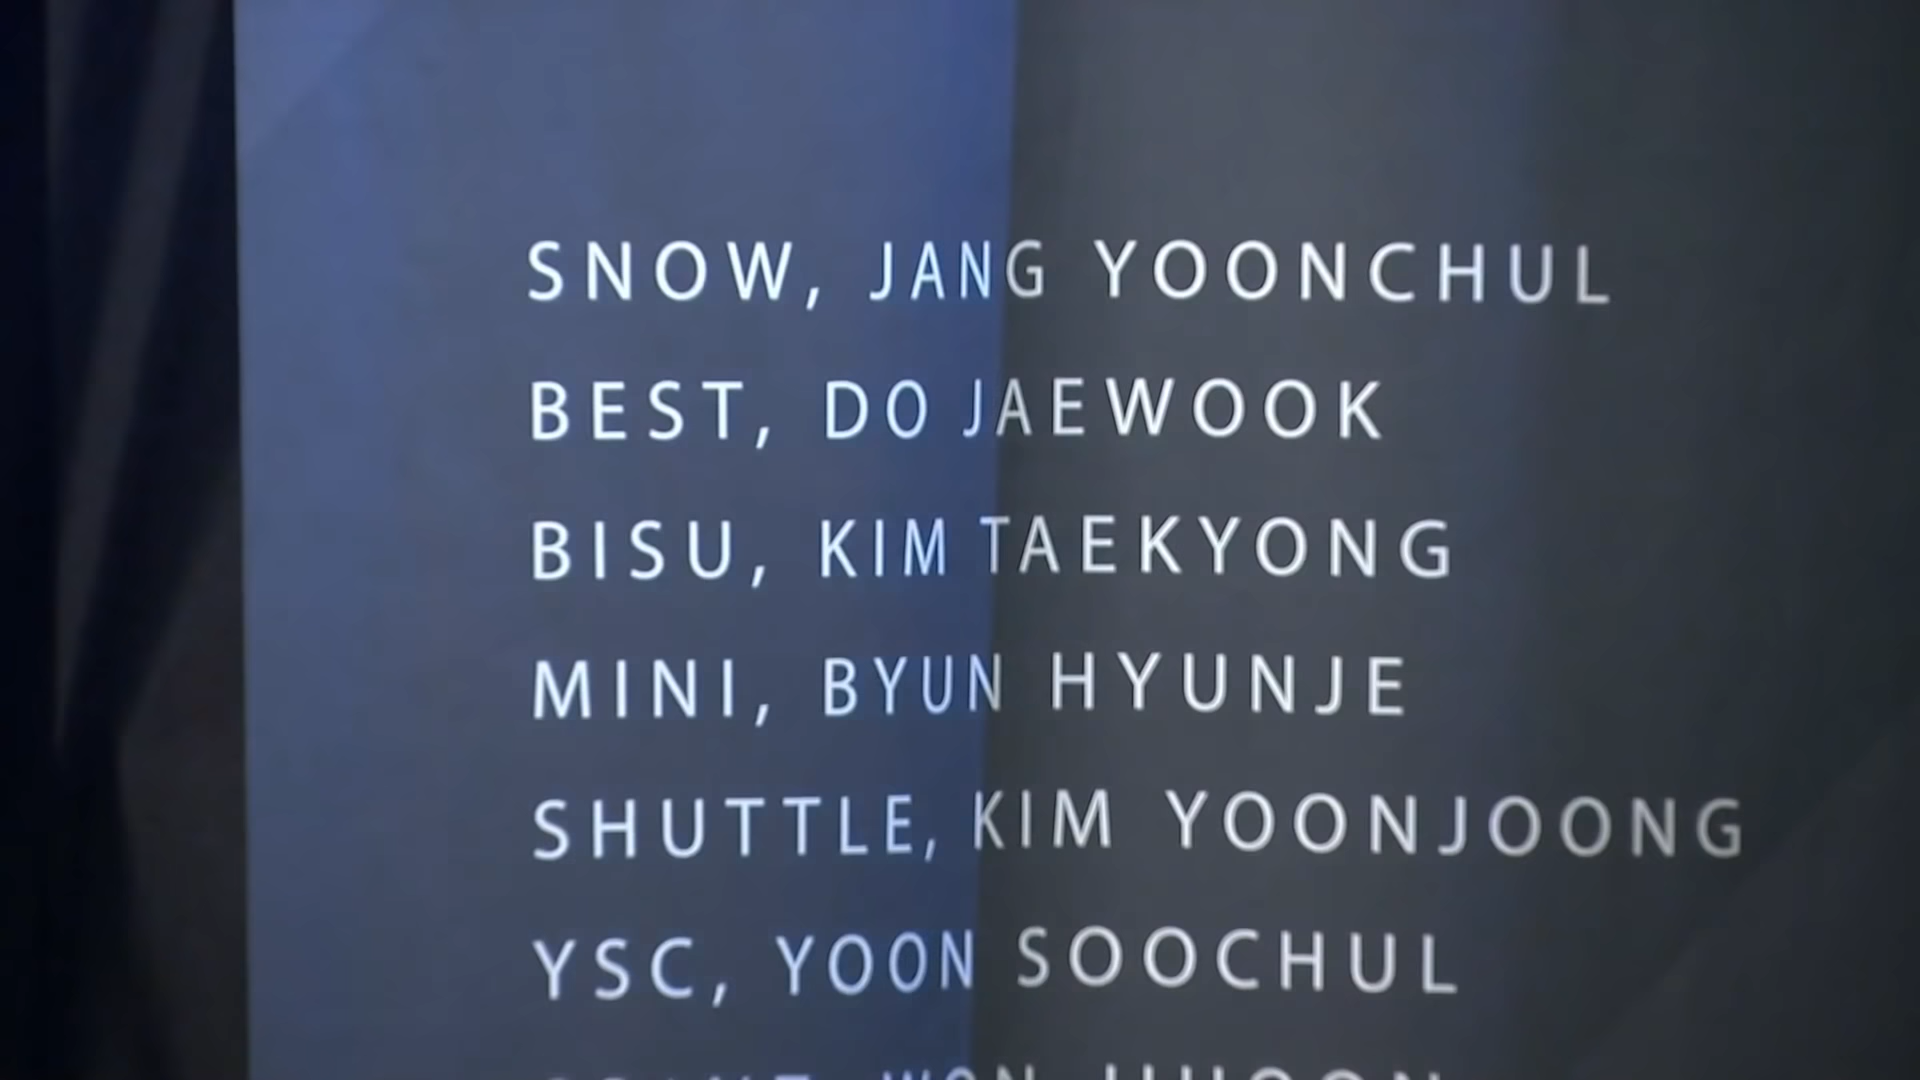 SNOW, JANG YOONCHUL
BEST, DO JAEWOOK
BISU, KIM TAEKYONG
MINI, BYUN HYUNJE
SHUTTLE, KIM YOONJOONG
YSC, YOON SOOCHUL